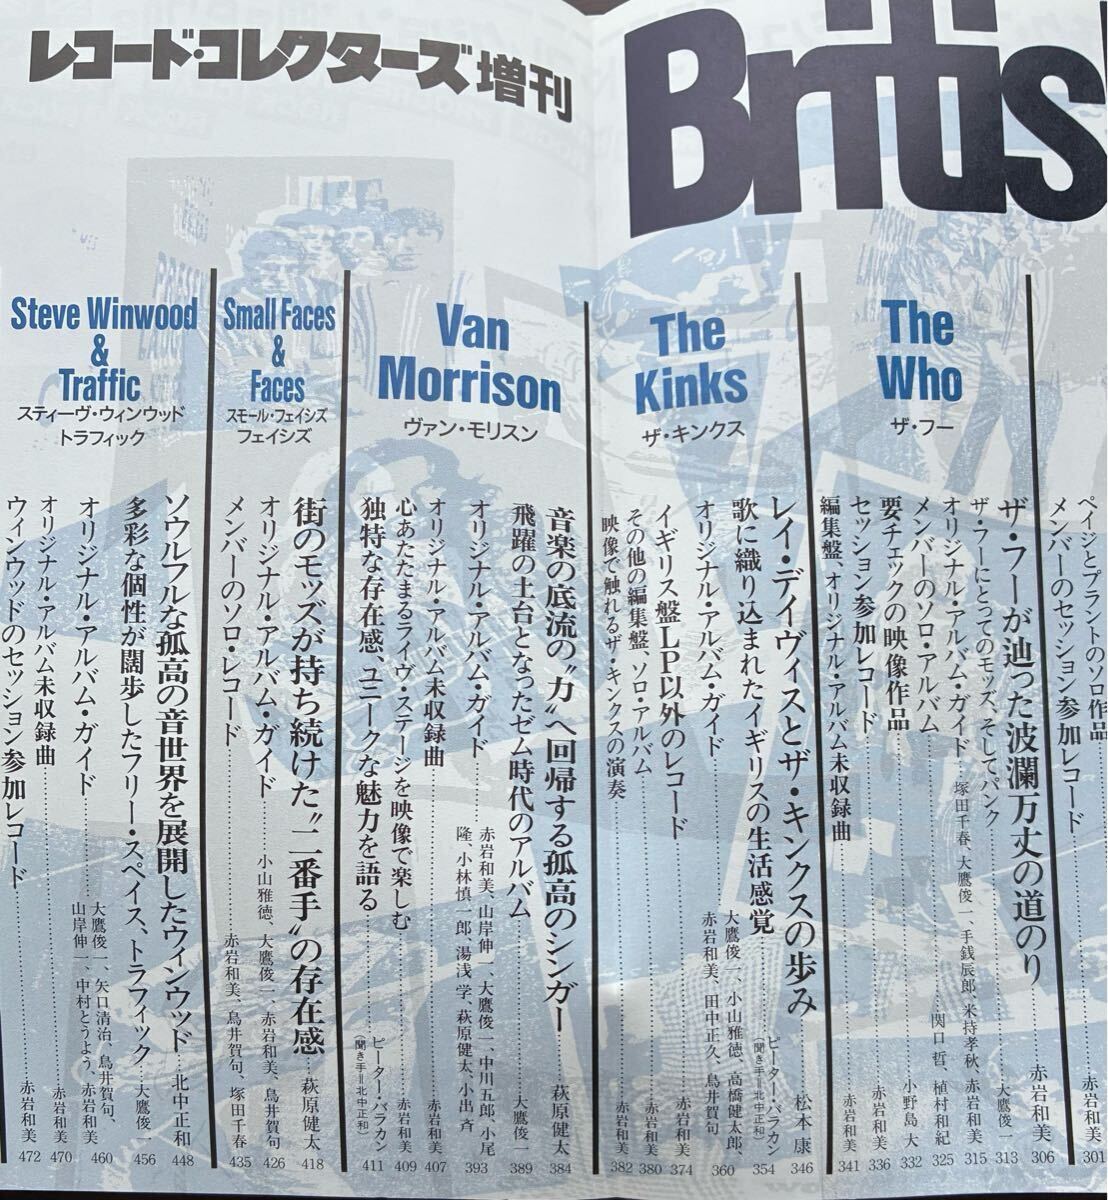 レコード・コレクターズ増刊
Britis
ペイジとプラントのソロ作品
メンバーのセッション参加レコード……赤岩和美 301
The
Who
ザ・フー
ザ・フーが辿った波瀾万丈の道のり……赤岩和美 306
ザ・フーにとってのモッズ、そしてパンク……313
オリジナル・アルバム・ガイド……塚田千春、大鷹俊一、手銭辰郎、米持孝秋、赤岩和美 315
メンバーのソロ・アルバム……関口 哲、植村和紀 325
要チェックの映像作品……小野島 大 332
セッション参加レコード……赤岩和美 336
編集盤、オリジナル・アルバム未収録曲……赤岩和美 341
The
Kinks
ザ・キンクス
レイ・デイヴィスとザ・キンクスの歩み……松本 康 346
歌に織り込まれたイギリスの生活感覚……ピーター・バラカン
[聞き手=北中正和] 354
オリジナル・アルバム・ガイド……大鷹俊一、小山雅徳、高橋健太郎、
赤岩和美、田中正久、鳥井賀句 360
イギリス盤LP以外のレコード……赤岩和美 374
その他の編集盤、ソロ・アルバム……赤岩和美 380
映像で触れるザ・キンクスの演奏……赤岩和美 382
Van
Morrison
ヴァン・モリスン
音楽の底流の〝力〟へ回帰する孤高のシンガー……萩原健太 384
飛躍の土台となったゼム時代のアルバム……大鷹俊一 389
オリジナル・アルバム・ガイド……赤岩和美、山岸伸一、大鷹俊一、中川五郎、小尾
隆、小林慎一郎、湯浅 学、萩原健太、小出 斉 393
オリジナル・アルバム未収録曲……赤岩和美 407
心あたたまるライヴ・ステージを映像で楽しむ……赤岩和美 409
独特な存在感、ユニークな魅力を語る……ピーター・バラカン
[聞き手=北中正和] 411
Small Faces
&
Faces
スモール・フェイシズ
フェイシズ
街のモッズが持ち続けた〝二番手〟の存在感……萩原健太 418
オリジナル・アルバム・ガイド……小山雅徳、大鷹俊一、赤岩和美、鳥井賀句 426
メンバーのソロ・レコード……赤岩和美、鳥井賀句、塚田千春 435
Steve Winwood
&
Traffic
スティーヴ・ウィンウッド
トラフィック
ソウルフルな孤高の音世界を展開したウィンウッド……北中正和 448
多彩な個性が闊歩したフリー・スペイス、トラフィック……大鷹俊一 456
オリジナル・アルバム・ガイド……大鷹俊一、矢口清治、鳥井賀句、
山岸伸一、中村とうよう、赤岩和美 460
オリジナル・アルバム未収録曲……赤岩和美 470
ウィンウッドのセッション参加レコード……赤岩和美 472